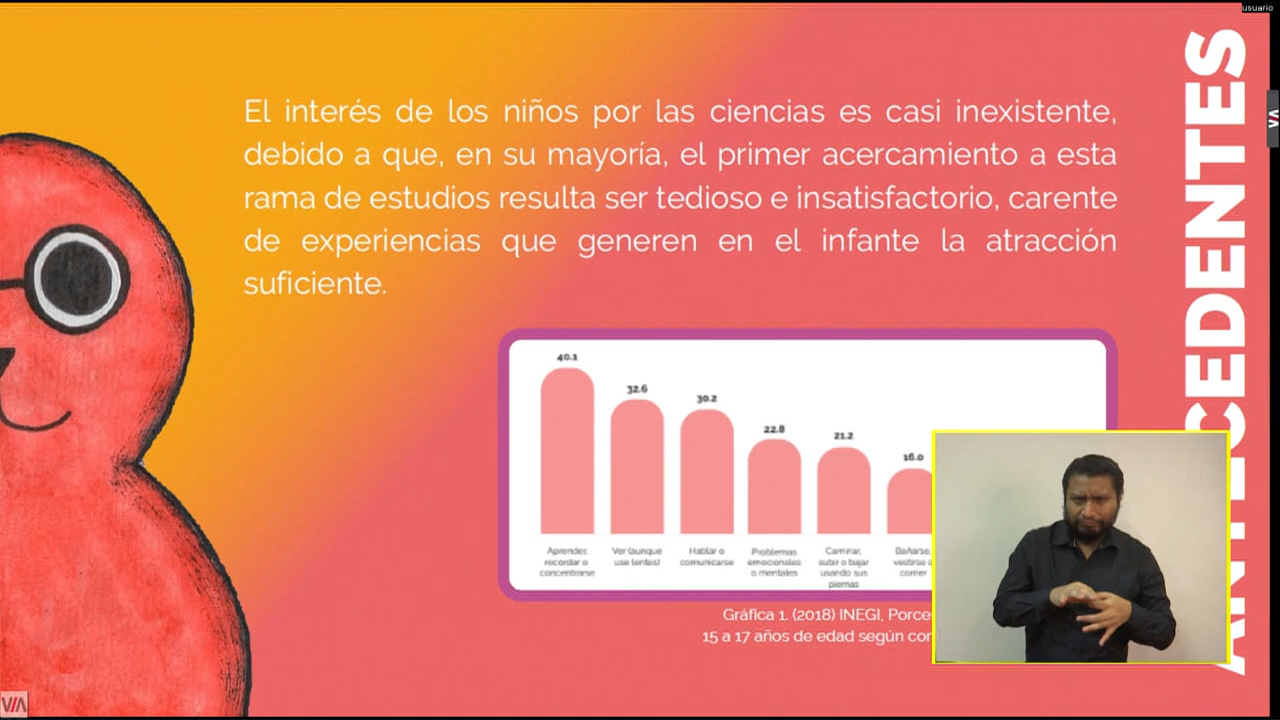 usuario
El interés de los niños por las ciencias es casi inexistente,
debido a que, en su mayoría, el primer acercamiento a esta
rama de estudios resulta ser tedioso e insatisfactorio, carente
de experiencias que generen en el infante la atracción
suficiente.
ANTECEDENTES
VIA
40.1
32.6
30.2
22.8
21.2
16.0
Aprender,
recordar o
concentrarse
Ver (aunque
use lentes)
Hablar o
comunicarse
Problemas
emocionales
o mentales
Caminar,
subir o bajar
usando sus
piernas
Bañarse,
vestirse o
comer
Gráfica 1. (2018) INEGI, Porce
15 a 17 años de edad según con
VIA